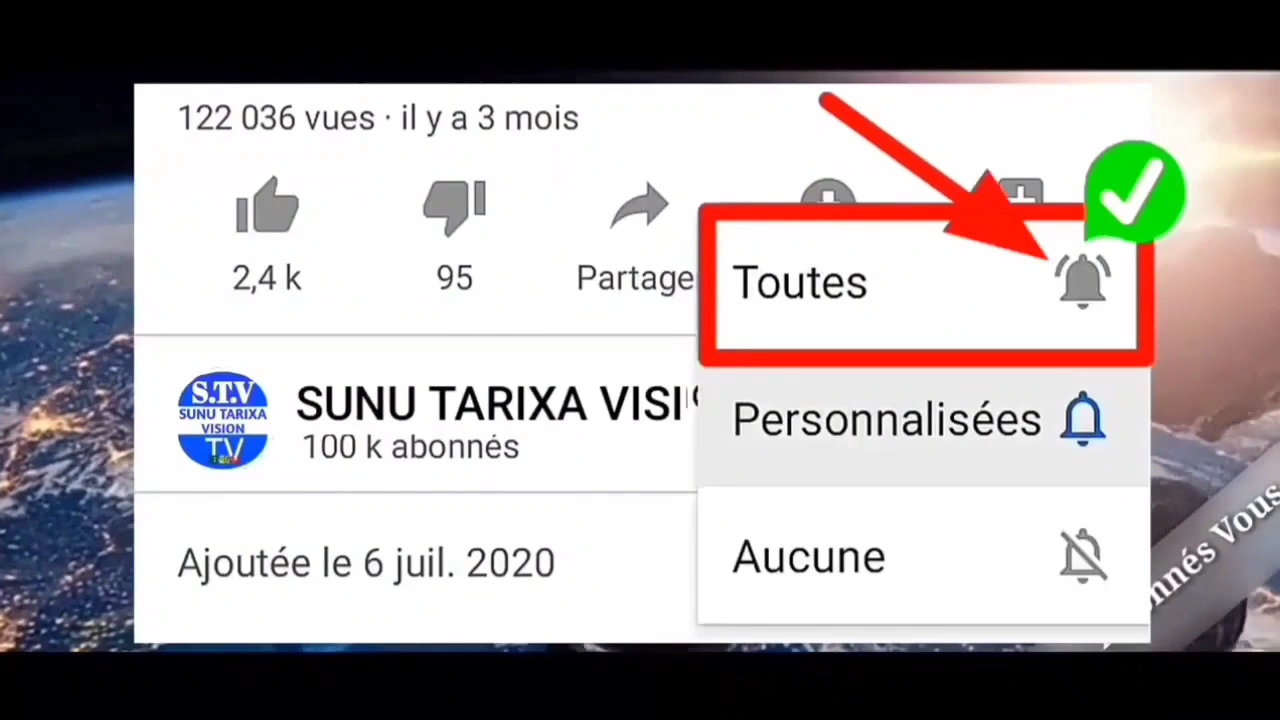 122 036 vues · il y a 3 mois
2,4 k
95
Partage
Toutes
S.T.V
SUNU TARIXA
VISION
TV
SUNU TARIXA VISI
100 k abonnés
Personnalisées
Ajoutée le 6 juil. 2020
Aucune
nnés Vous